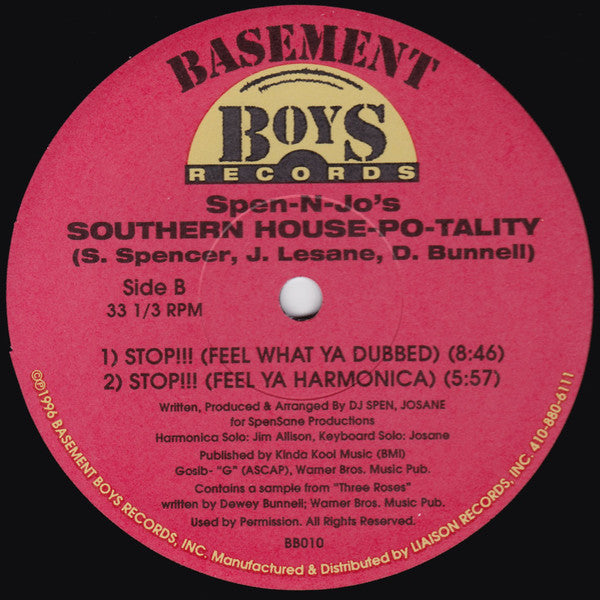 BASEMENT
BOYS
RECORDS
Spen-N-Jo's
SOUTHERN HOUSE-PO-TALITY
(S. Spencer, J. Lesane, D. Bunnell)
Side B
33 1/3 RPM
1) STOP!!! (FEEL WHAT YA DUBBED) (8:46)
2) STOP!!! (FEEL YA HARMONICA) (5:57)
Written, Produced & Arranged By DJ SPEN, JOSANE
for SpenSane Productions
Harmonica Solo: Jim Allison, Keyboard Solo: Josane
Published by Kinda Kool Music (BMI)
Gosib- "G" (ASCAP), Warner Bros. Music Pub.
Contains a sample from "Three Roses"
written by Dewey Bunnell; Warner Bros. Music Pub.
Used by Permission. All Rights Reserved.
BB010
©℗1996 BASEMENT BOYS RECORDS, INC. Manufactured & Distributed by LIAISON RECORDS, INC. 410-880-6111